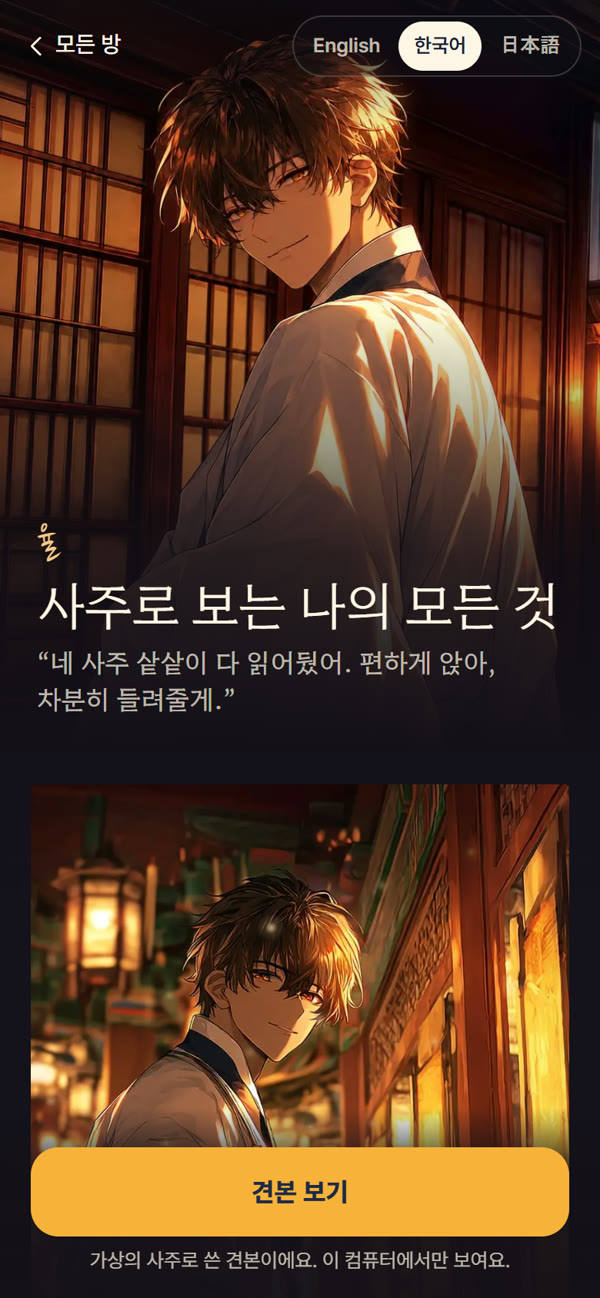 모든 방
English 한국어 日本語
율
사주로 보는 나의 모든 것
“네 사주 샅샅이 다 읽어뒀어. 편하게 앉아,
차분히 들려줄게.”
견본 보기
가상의 사주로 쓴 견본이에요. 이 컴퓨터에서만 보여요.